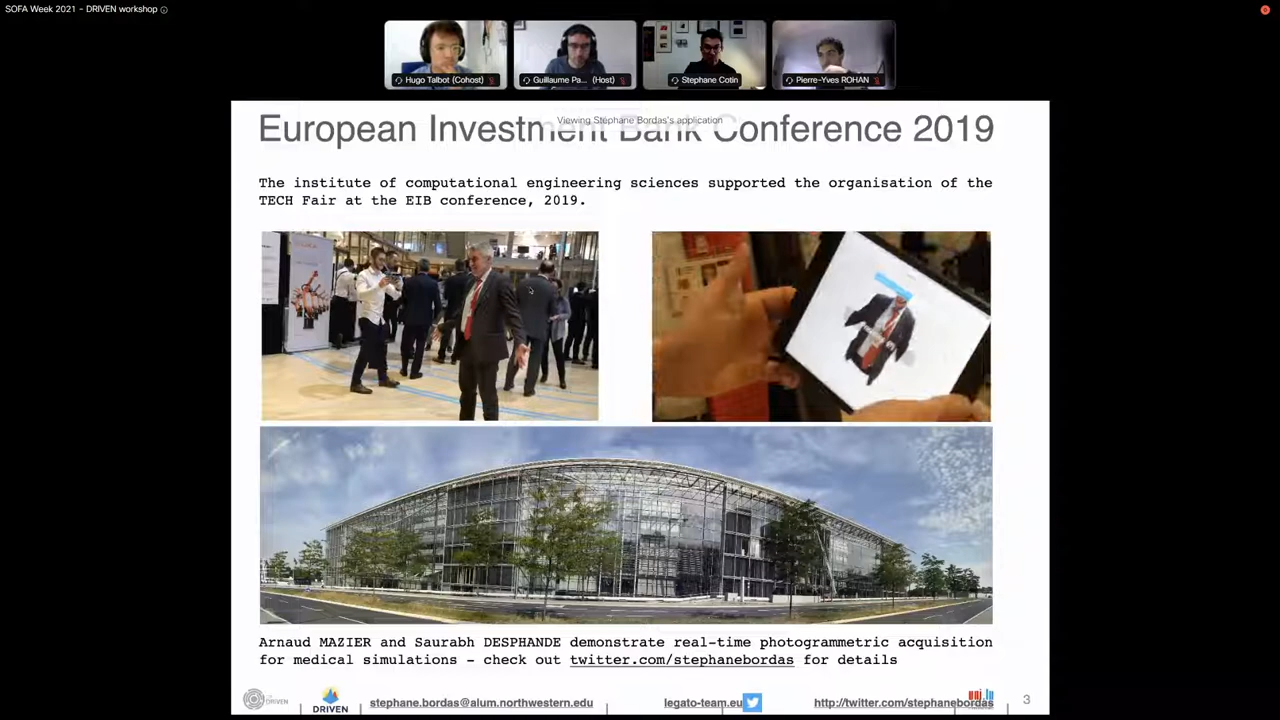 SOFA Week 2021 - DRIVEN workshop
Hugo Talbot (Cohost)
Guillaume Pa... (Host)
Stephane Cotin
Pierre-Yves ROHAN
Viewing Stephane Bordas's application
European Investment Bank Conference 2019
The institute of computational engineering sciences supported the organisation of the
TECH Fair at the EIB conference, 2019.
Arnaud MAZIER and Saurabh DESPHANDE demonstrate real-time photogrammetric acquisition
for medical simulations - check out twitter.com/stephanebordas for details
DRIVEN
DRIVEN
stephane.bordas@alum.northwestern.edu
legato-team.eu
http://twitter.com/stephanebordas
uni.lu
3